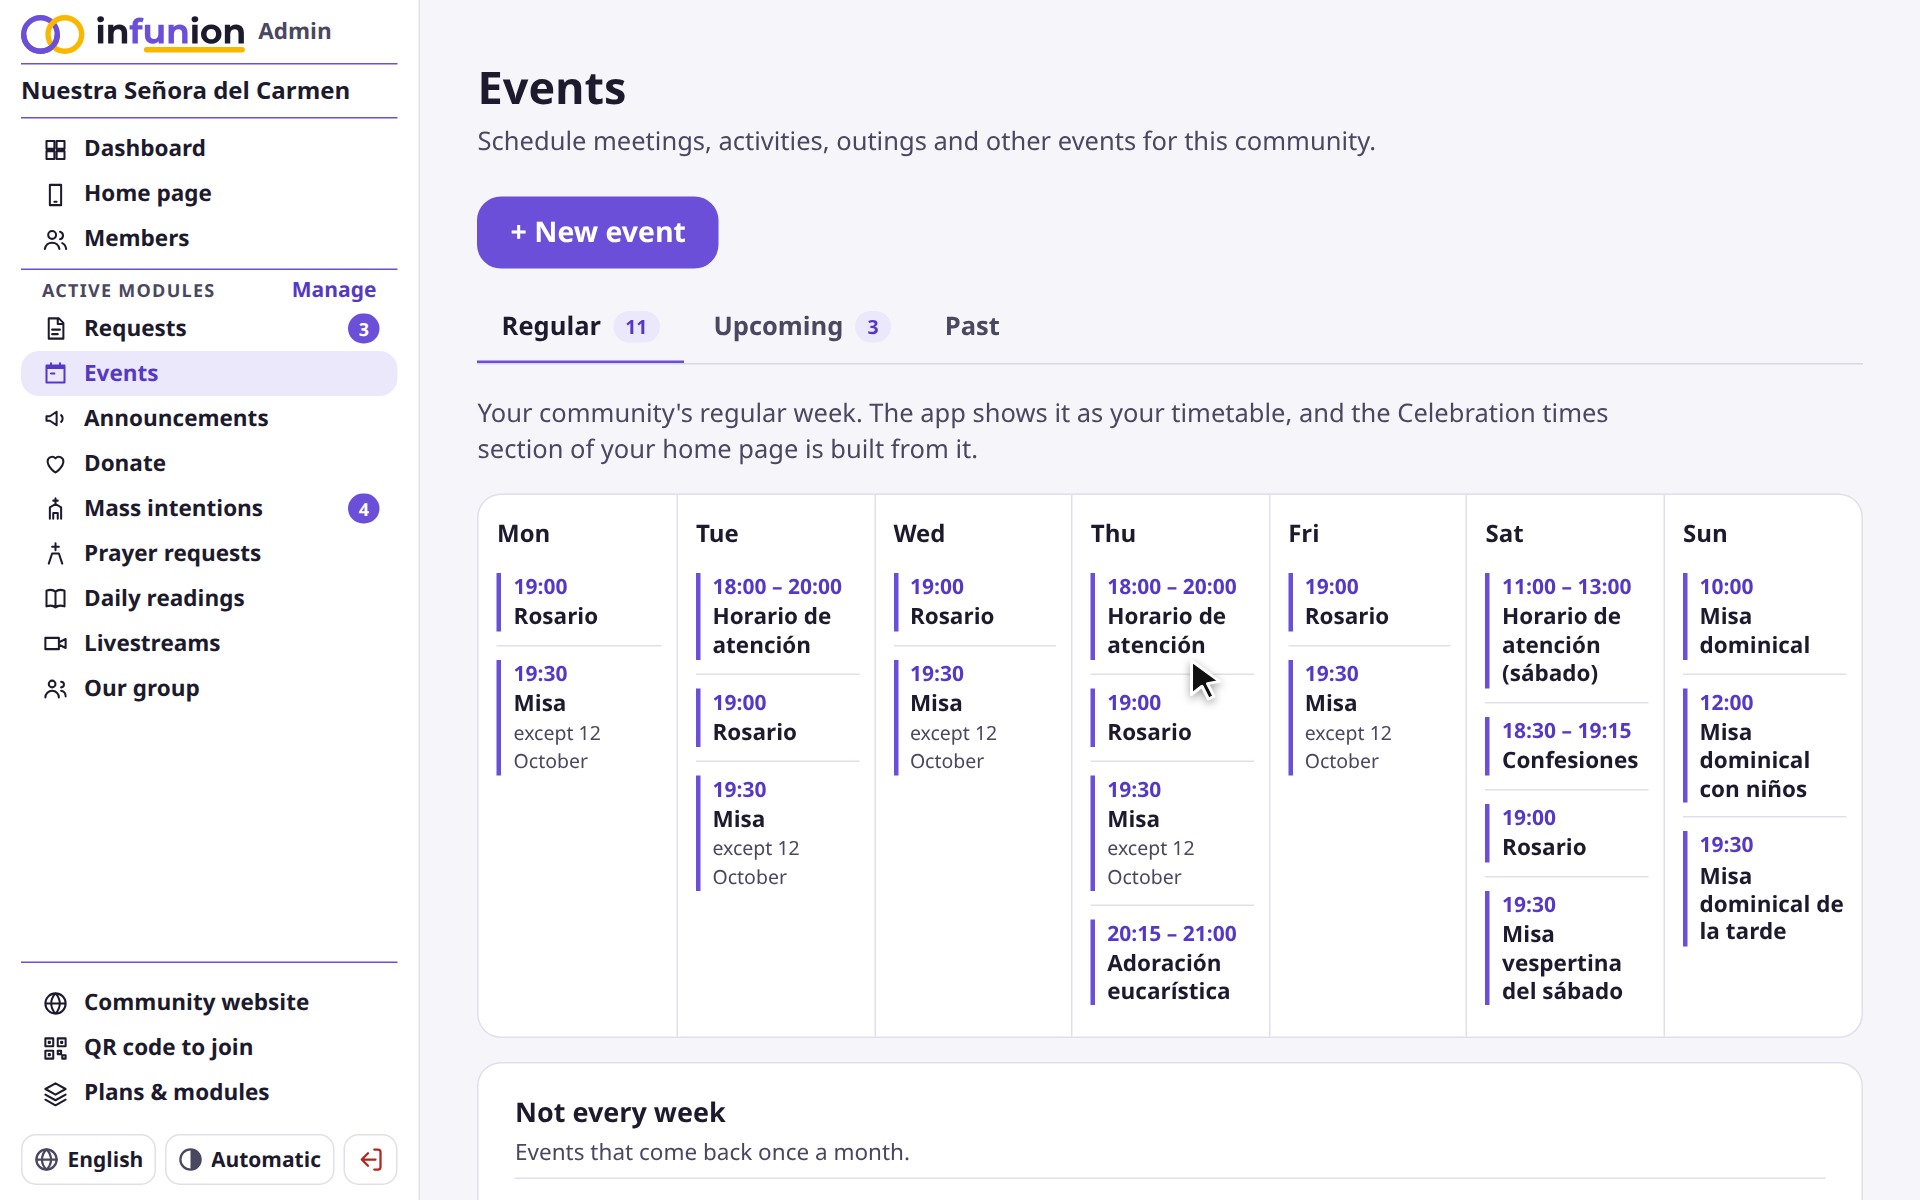 infunion Admin
Nuestra Señora del Carmen
Dashboard
Home page
Members
ACTIVE MODULES Manage
Requests 3
Events
Announcements
Donate
Mass intentions 4
Prayer requests
Daily readings
Livestreams
Our group
Community website
QR code to join
Plans & modules
English Automatic
Events
Schedule meetings, activities, outings and other events for this community.
+ New event
Regular 11 Upcoming 3 Past
Your community's regular week. The app shows it as your timetable, and the Celebration times
section of your home page is built from it.
Mon
19:00
Rosario
19:30
Misa
except 12
October
Tue
18:00 – 20:00
Horario de
atención
19:00
Rosario
19:30
Misa
except 12
October
Wed
19:00
Rosario
19:30
Misa
except 12
October
Thu
18:00 – 20:00
Horario de
atención
19:00
Rosario
19:30
Misa
except 12
October
20:15 – 21:00
Adoración
eucarística
Fri
19:00
Rosario
19:30
Misa
except 12
October
Sat
11:00 – 13:00
Horario de
atención
(sábado)
18:30 – 19:15
Confesiones
19:00
Rosario
19:30
Misa
vespertina
del sábado
Sun
10:00
Misa
dominical
12:00
Misa
dominical
con niños
19:30
Misa
dominical de
la tarde
Not every week
Events that come back once a month.